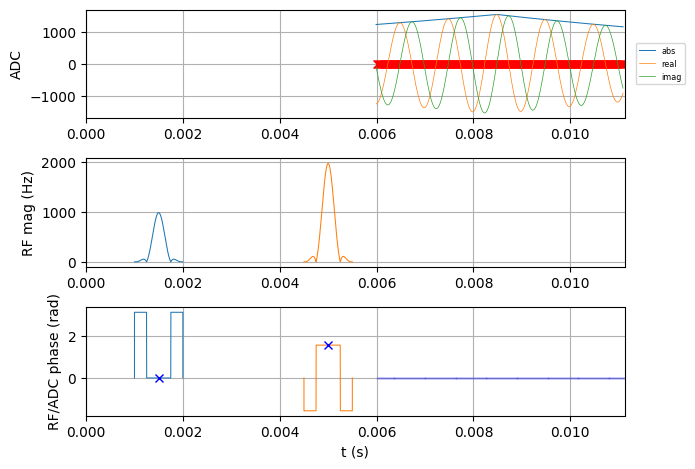 ADC
1000
0
−1000
abs
real
imag
0.000 0.002 0.004 0.006 0.008 0.010
RF mag (Hz)
2000
1000
0
0.000 0.002 0.004 0.006 0.008 0.010
RF/ADC phase (rad)
2
0
0.000 0.002 0.004 0.006 0.008 0.010
t (s)